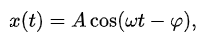 x(t) = A cos(ωt − φ),